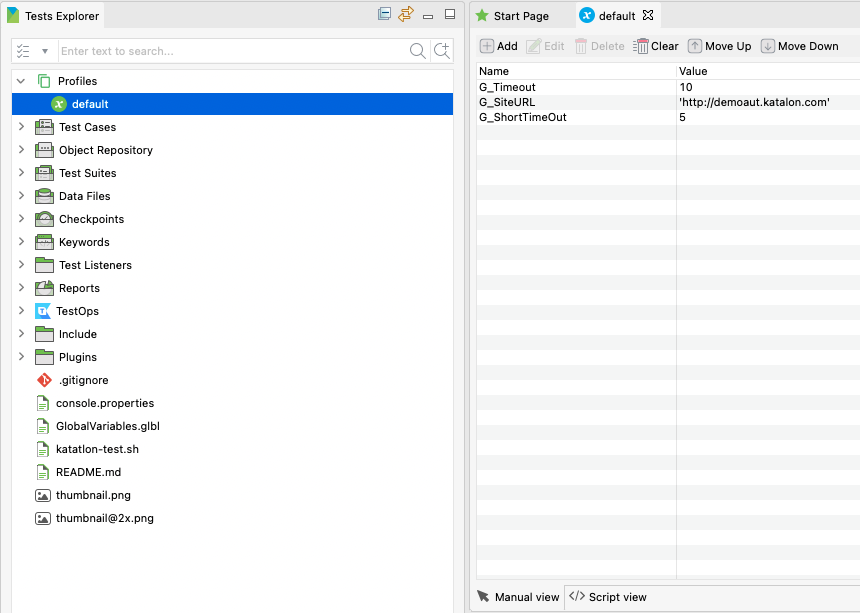 Tests Explorer
Enter text to search...
Profiles
default
Test Cases
Object Repository
Test Suites
Data Files
Checkpoints
Keywords
Test Listeners
Reports
TestOps
Include
Plugins
.gitignore
console.properties
GlobalVariables.glbl
katatlon-test.sh
README.md
thumbnail.png
thumbnail@2x.png
Start Page default
Add Edit Delete Clear Move Up Move Down
Name Value
G_Timeout 10
G_SiteURL 'http://demoaut.katalon.com'
G_ShortTimeOut 5
Manual view </> Script view